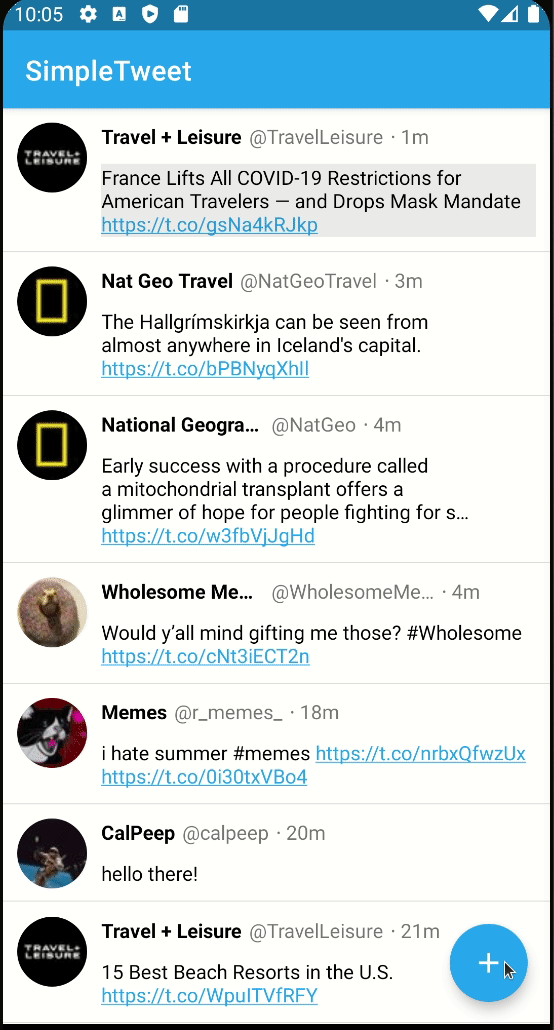 10:05
SimpleTweet
TRAVEL+
LEISURE
Travel + Leisure @TravelLeisure · 1m
France Lifts All COVID-19 Restrictions for
American Travelers — and Drops Mask Mandate
https://t.co/gsNa4kRJkp
Nat Geo Travel @NatGeoTravel · 3m
The Hallgrímskirkja can be seen from
almost anywhere in Iceland's capital.
https://t.co/bPBNyqXhIl
National Geogra... @NatGeo · 4m
Early success with a procedure called
a mitochondrial transplant offers a
glimmer of hope for people fighting for s...
https://t.co/w3fbVjJgHd
Wholesome Me... @WholesomeMe... · 4m
Would y’all mind gifting me those? #Wholesome
https://t.co/cNt3iECT2n
Memes @r_memes_ · 18m
i hate summer #memes https://t.co/nrbxQfwzUx
https://t.co/0i30txVBo4
CalPeep @calpeep · 20m
hello there!
TRAVEL+
LEISURE
Travel + Leisure @TravelLeisure · 21m
15 Best Beach Resorts in the U.S.
https://t.co/WpuITVfRFY
+